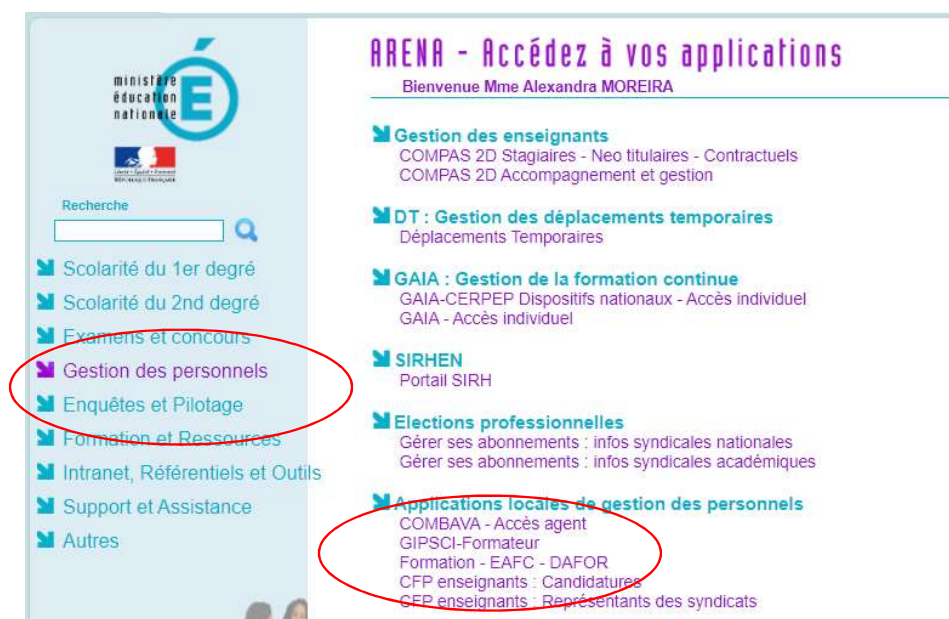 ministère
éducation
nationale
Liberté • Égalité • Fraternité
RÉPUBLIQUE FRANÇAISE
Recherche
Scolarité du 1er degré
Scolarité du 2nd degré
Examens et concours
Gestion des personnels
Enquêtes et Pilotage
Formation et Ressources
Intranet, Référentiels et Outils
Support et Assistance
Autres
ARENA - Accédez à vos applications
Bienvenue Mme Alexandra MOREIRA
Gestion des enseignants
COMPAS 2D Stagiaires - Neo titulaires - Contractuels
COMPAS 2D Accompagnement et gestion
DT : Gestion des déplacements temporaires
Déplacements Temporaires
GAIA : Gestion de la formation continue
GAIA-CERPEP Dispositifs nationaux - Accès individuel
GAIA - Accès individuel
SIRHEN
Portail SIRH
Elections professionnelles
Gérer ses abonnements : infos syndicales nationales
Gérer ses abonnements : infos syndicales académiques
Applications locales de gestion des personnels
COMBAVA - Accès agent
GIPSCI-Formateur
Formation - EAFC - DAFOR
CFP enseignants : Candidatures
CFP enseignants : Représentants des syndicats